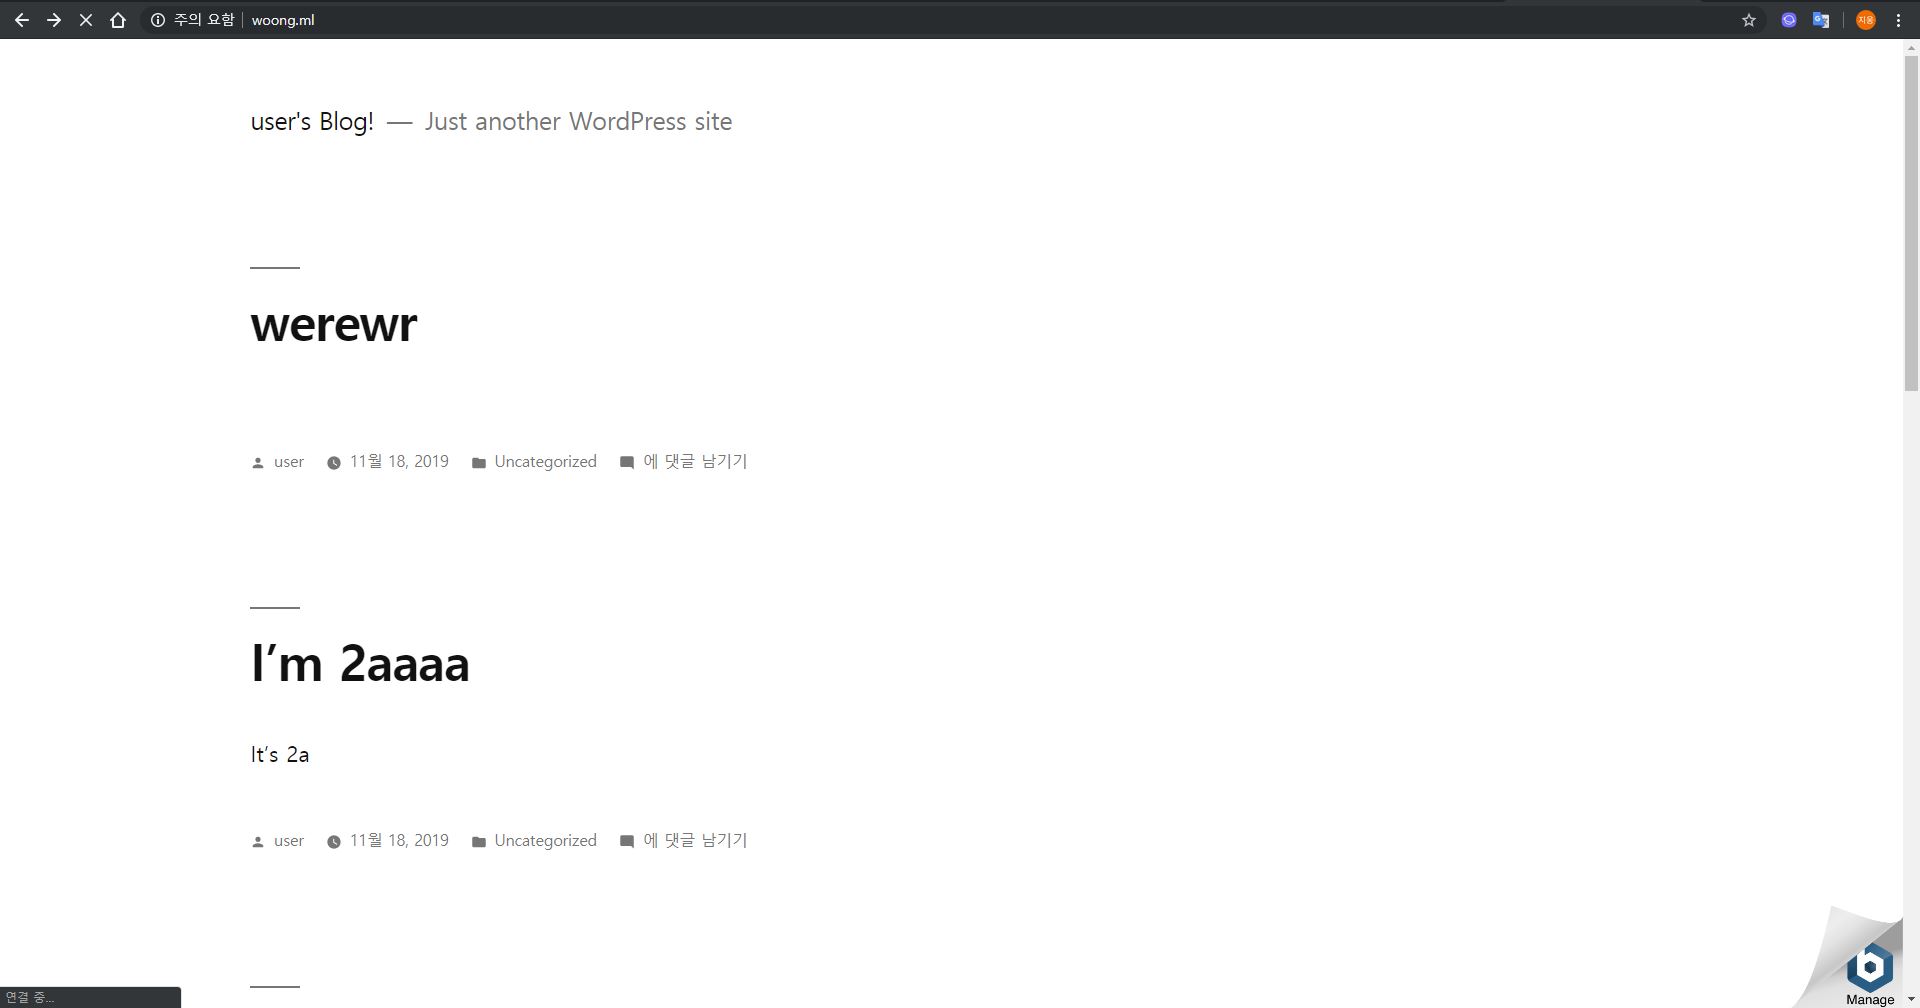 주의 요함 woong.ml
지웅
user's Blog! — Just another WordPress site
werewr
user 11월 18, 2019 Uncategorized 에 댓글 남기기
I’m 2aaaa
It’s 2a
user 11월 18, 2019 Uncategorized 에 댓글 남기기
b
Manage
연결 중...